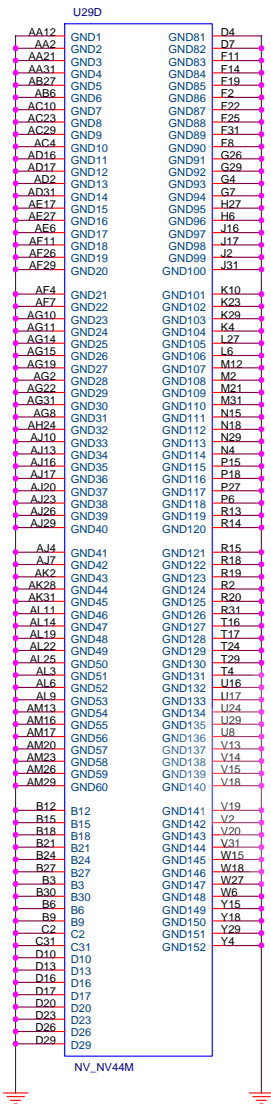 U29D
AA12 GND1 GND81 D4
AA2 GND2 GND82 D7
AA21 GND3 GND83 F11
AA31 GND4 GND84 F14
AB27 GND5 GND85 F19
AB6 GND6 GND86 F2
AC10 GND7 GND87 F22
AC23 GND8 GND88 F25
AC29 GND9 GND89 F31
AC4 GND10 GND90 F8
AD16 GND11 GND91 G26
AD17 GND12 GND92 G29
AD2 GND13 GND93 G4
AD31 GND14 GND94 G7
AE17 GND15 GND95 H27
AE27 GND16 GND96 H6
AE6 GND17 GND97 J16
AF11 GND18 GND98 J17
AF26 GND19 GND99 J2
AF29 GND20 GND100 J31
AF4 GND21 GND101 K10
AF7 GND22 GND102 K23
AG10 GND23 GND103 K29
AG11 GND24 GND104 K4
AG14 GND25 GND105 L27
AG15 GND26 GND106 L6
AG19 GND27 GND107 M12
AG2 GND28 GND108 M2
AG22 GND29 GND109 M21
AG31 GND30 GND110 M31
AG8 GND31 GND111 N15
AH24 GND32 GND112 N18
AJ10 GND33 GND113 N29
AJ13 GND34 GND114 N4
AJ16 GND35 GND115 P15
AJ17 GND36 GND116 P18
AJ20 GND37 GND117 P27
AJ23 GND38 GND118 P6
AJ26 GND39 GND119 R13
AJ29 GND40 GND120 R14
AJ4 GND41 GND121 R15
AJ7 GND42 GND122 R18
AK2 GND43 GND123 R19
AK28 GND44 GND124 R2
AK31 GND45 GND125 R20
AL11 GND46 GND126 R31
AL14 GND47 GND127 T16
AL19 GND48 GND128 T17
AL22 GND49 GND129 T24
AL25 GND50 GND130 T29
AL3 GND51 GND131 T4
AL6 GND52 GND132 U16
AL9 GND53 GND133 U17
AM13 GND54 GND134 U24
AM16 GND55 GND135 U29
AM17 GND56 GND136 U8
AM20 GND57 GND137 V13
AM23 GND58 GND138 V14
AM26 GND59 GND139 V15
AM29 GND60 GND140 V18
B12 B12 GND141 V19
B15 B15 GND142 V2
B18 B18 GND143 V20
B21 B21 GND144 V31
B24 B24 GND145 W15
B27 B27 GND146 W18
B3 B3 GND147 W27
B30 B30 GND148 W6
B6 B6 GND149 Y15
B9 B9 GND150 Y18
C2 C2 GND151 Y29
C31 C31 GND152 Y4
D10 D10
D13 D13
D16 D16
D17 D17
D20 D20
D23 D23
D26 D26
D29 D29
NV_NV44M